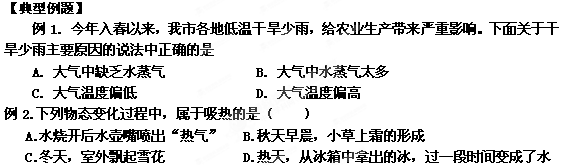 【典型例题】
例 1. 今年入春以来，我市各地低温干旱少雨，给农业生产带来严重影响。下面关于干
旱少雨主要原因的说法中正确的是
A. 大气中缺乏水蒸气 B. 大气中水蒸气太多
C. 大气温度偏低 D. 大气温度偏高
例 2.下列物态变化过程中，属于吸热的是（ ）
A.水烧开后水壶嘴喷出“热气” B.秋天早晨，小草上霜的形成
C.冬天，室外飘起雪花 D.热天，从冰箱中拿出的冰，过一段时间变成了水